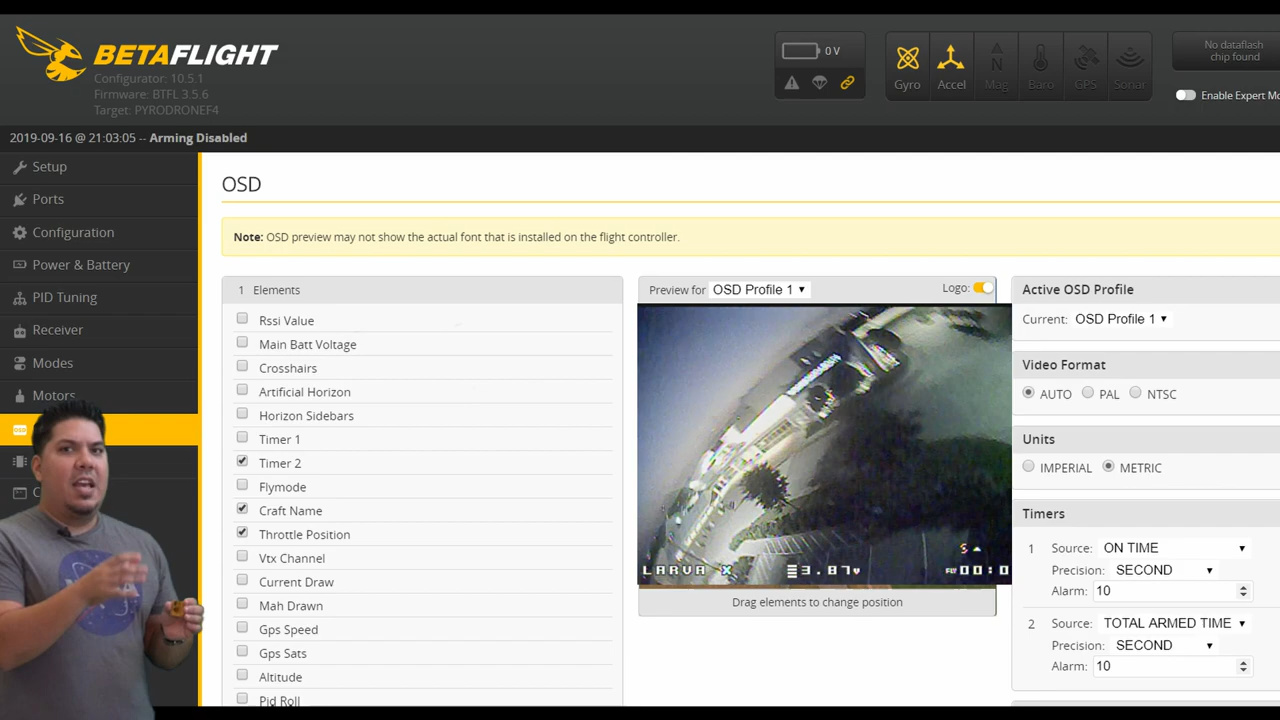 BETAFLIGHT
Configurator: 10.5.1
Firmware: BTFL 3.5.6
Target: PYRODRONEF4
0 V
Gyro
Accel
Mag
Baro
GPS
Sonar
No dataflash
chip found
Enable Expert Mo
2019-09-16 @ 21:03:05 -- Arming Disabled
Setup
Ports
Configuration
Power & Battery
PID Tuning
Receiver
Modes
Motors
OSD
Note: OSD preview may not show the actual font that is installed on the flight controller.
1 Elements
Rssi Value
Main Batt Voltage
Crosshairs
Artificial Horizon
Horizon Sidebars
Timer 1
Timer 2
Flymode
Craft Name
Throttle Position
Vtx Channel
Current Draw
Mah Drawn
Gps Speed
Gps Sats
Altitude
Pid Roll
Preview for OSD Profile 1
Logo:
S
LARVA X
3.87V
FLY 00:0
Drag elements to change position
Active OSD Profile
Current: OSD Profile 1
Video Format
AUTO PAL NTSC
Units
IMPERIAL METRIC
Timers
1 Source: ON TIME
Precision: SECOND
Alarm: 10
2 Source: TOTAL ARMED TIME
Precision: SECOND
Alarm: 10